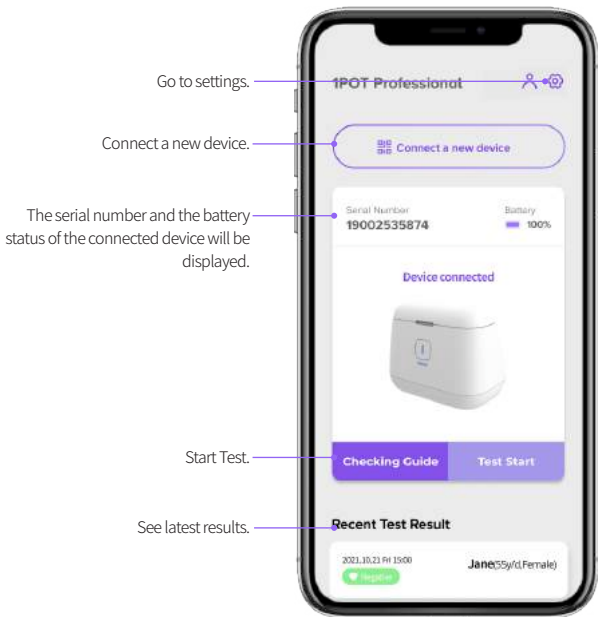 Go to settings.
1POT Professional
Connect a new device.
Connect a new device
The serial number and the battery
status of the connected device will be
displayed.
Serial Number
Battery
19002535874
100%
Device connected
Start Test.
Checking Guide
Test Start
See latest results.
Recent Test Result
2021.10.21 Fri 15:00
Jane(55y/d,Female)